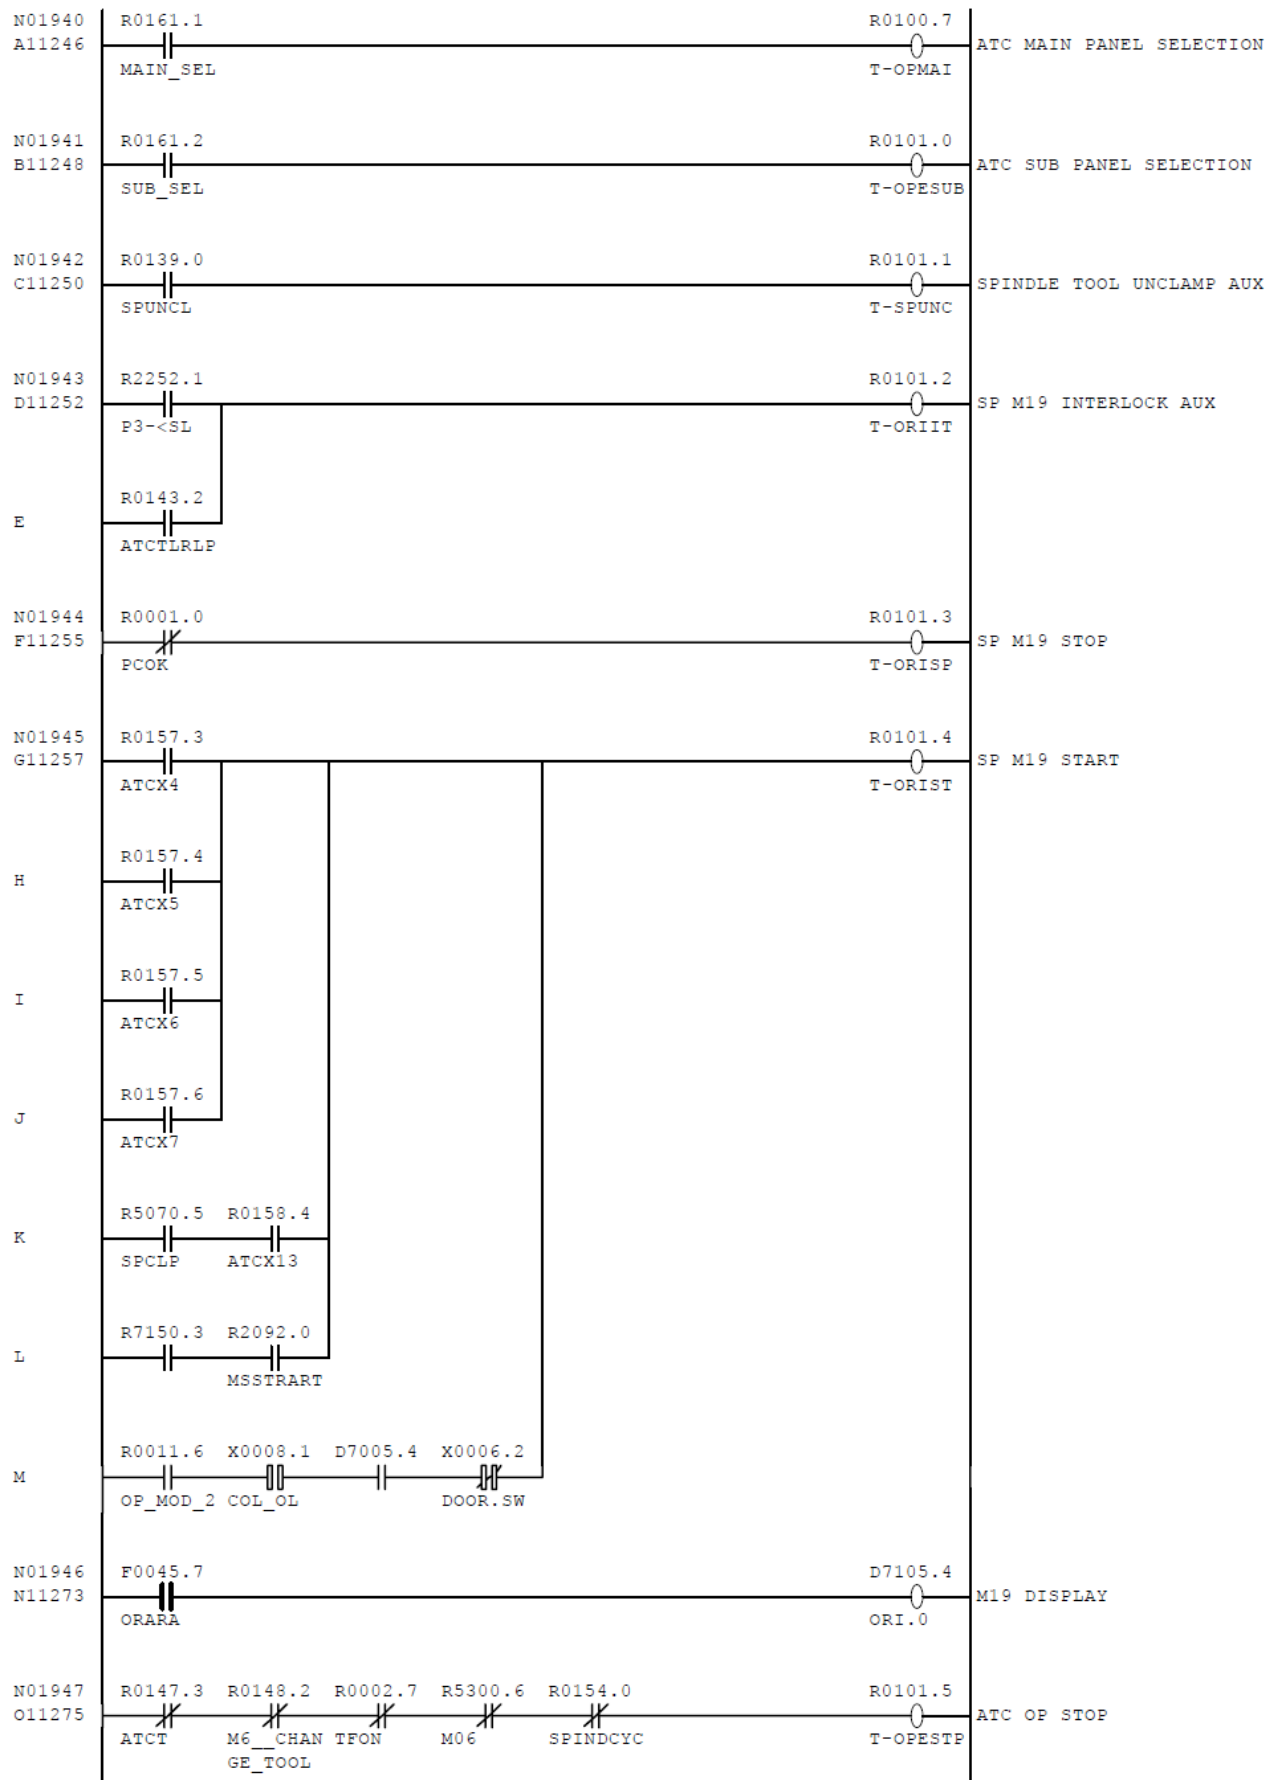 N01940 R0161.1 R0100.7
A11246 ATC MAIN PANEL SELECTION
MAIN_SEL T-OPMAI
N01941 R0161.2 R0101.0
B11248 ATC SUB PANEL SELECTION
SUB_SEL T-OPESUB
N01942 R0139.0 R0101.1
C11250 SPINDLE TOOL UNCLAMP AUX
SPUNCL T-SPUNC
N01943 R2252.1 R0101.2
D11252 SP M19 INTERLOCK AUX
P3-<SL T-ORIIT
R0143.2
E
ATCTLRLP
N01944 R0001.0 R0101.3
F11255 SP M19 STOP
PCOK T-ORISP
N01945 R0157.3 R0101.4
G11257 SP M19 START
ATCX4 T-ORIST
R0157.4
H
ATCX5
R0157.5
I
ATCX6
R0157.6
J
ATCX7
R5070.5 R0158.4
K
SPCLP ATCX13
R7150.3 R2092.0
L
MSSTRART
R0011.6 X0008.1 D7005.4 X0006.2
M
OP_MOD_2 COL_OL DOOR.SW
N01946 F0045.7 D7105.4
N11273 M19 DISPLAY
ORARA ORI.0
N01947 R0147.3 R0148.2 R0002.7 R5300.6 R0154.0 R0101.5
O11275 ATC OP STOP
ATCT M6__CHAN TFON M06 SPINDCYC T-OPESTP
GE_TOOL